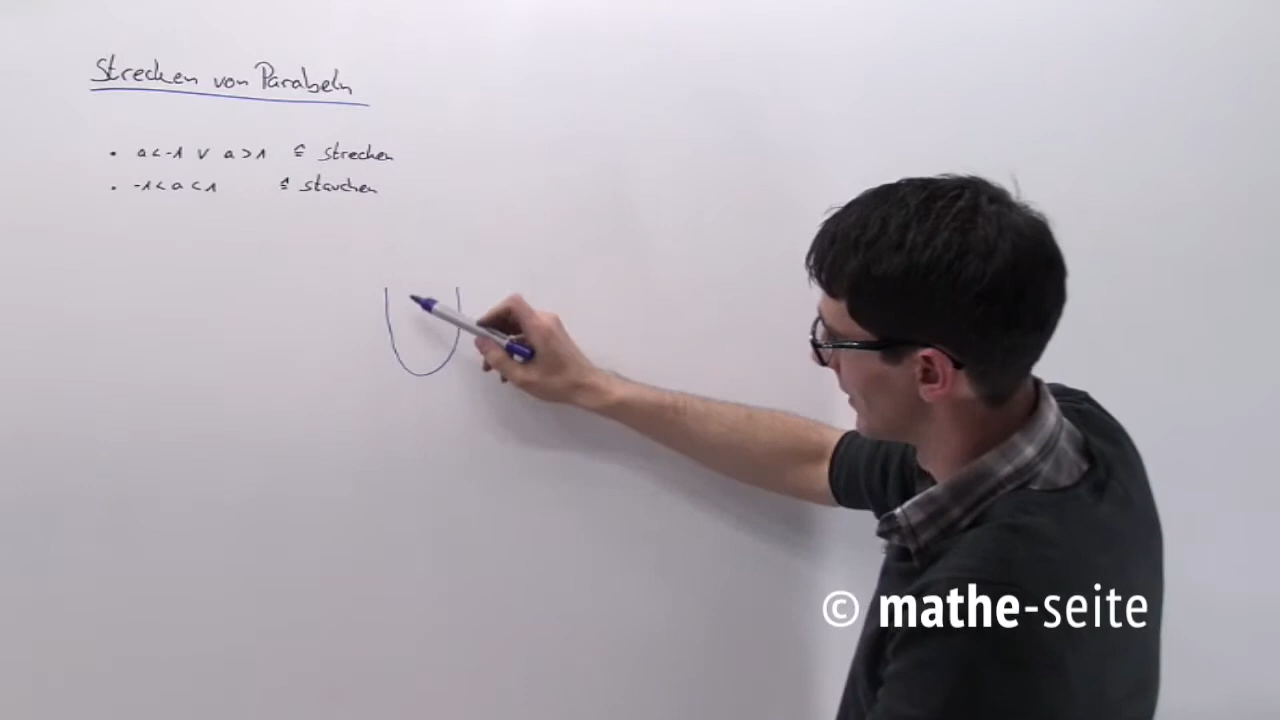 Strecken von Parabeln
• a<-1 ∨ a>1 ≙ strecken
• -1<a<1 ≙ stauchen
© mathe-seite